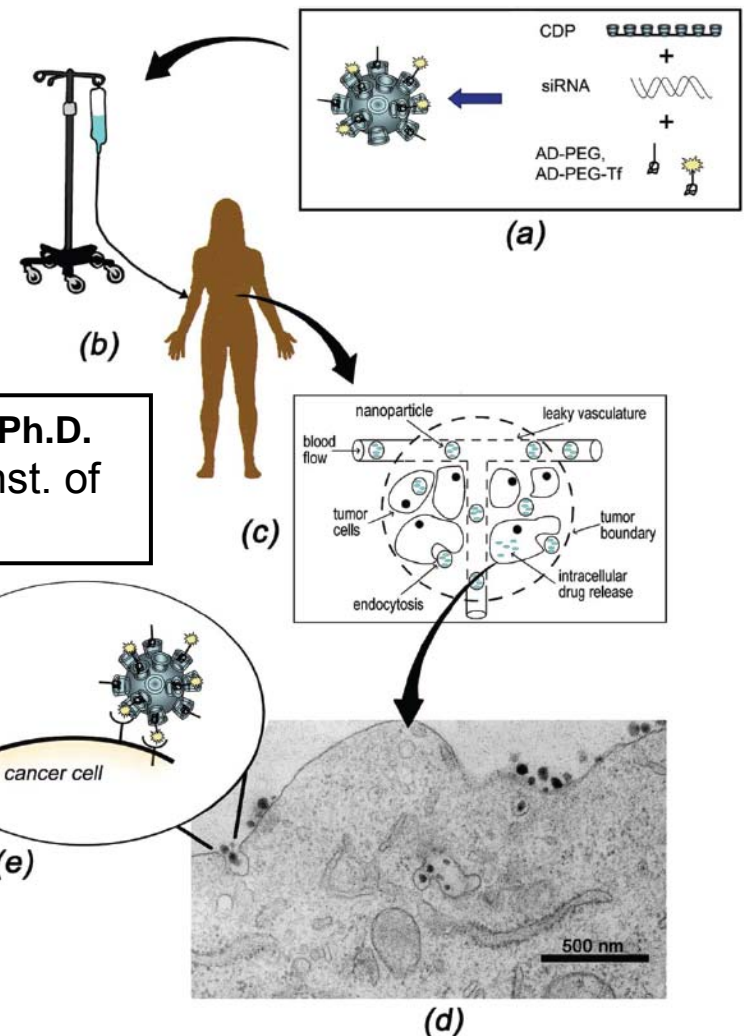 CDP
+
siRNA
+
AD-PEG,
AD-PEG-Tf
(a)
(b)
Ph.D.
nst. of
nanoparticle
leaky vasculature
blood
flow
tumor
cells
tumor
boundary
endocytosis
intracellular
drug release
(c)
cancer cell
(e)
500 nm
(d)